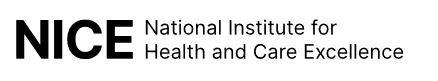 NICE National Institute for
Health and Care Excellence